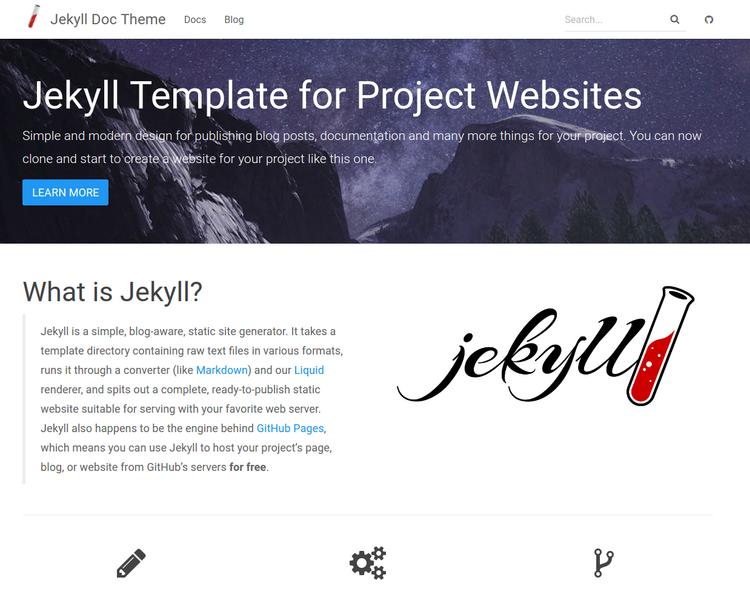 Jekyll Doc Theme Docs Blog Search...
Jekyll Template for Project Websites
Simple and modern design for publishing blog posts, documentation and many more things for your project. You can now
clone and start to create a website for your project like this one.
LEARN MORE
What is Jekyll?
Jekyll is a simple, blog-aware, static site generator. It takes a
template directory containing raw text files in various formats,
runs it through a converter (like Markdown) and our Liquid
renderer, and spits out a complete, ready-to-publish static
website suitable for serving with your favorite web server.
Jekyll also happens to be the engine behind GitHub Pages,
which means you can use Jekyll to host your project’s page,
blog, or website from GitHub’s servers for free.
jekyll